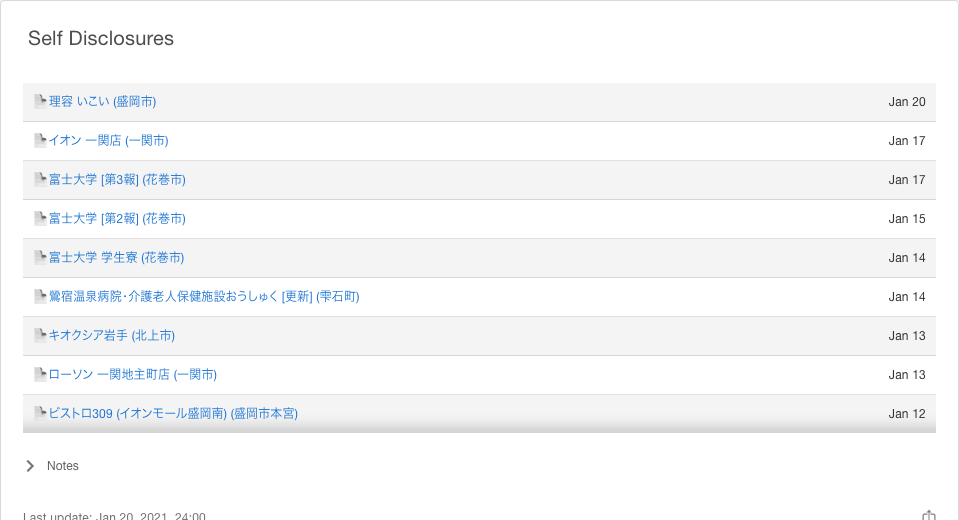 Self Disclosures
理容 いこい (盛岡市) Jan 20
イオン 一関店 (一関市) Jan 17
富士大学 [第3報] (花巻市) Jan 17
富士大学 [第2報] (花巻市) Jan 15
富士大学 学生寮 (花巻市) Jan 14
鶯宿温泉病院・介護老人保健施設おうしゅく [更新] (雫石町) Jan 14
キオクシア岩手 (北上市) Jan 13
ローソン 一関地主町店 (一関市) Jan 13
ビストロ309 (イオンモール盛岡南) (盛岡市本宮) Jan 12
Notes
Last update: Jan 20, 2021, 24:00